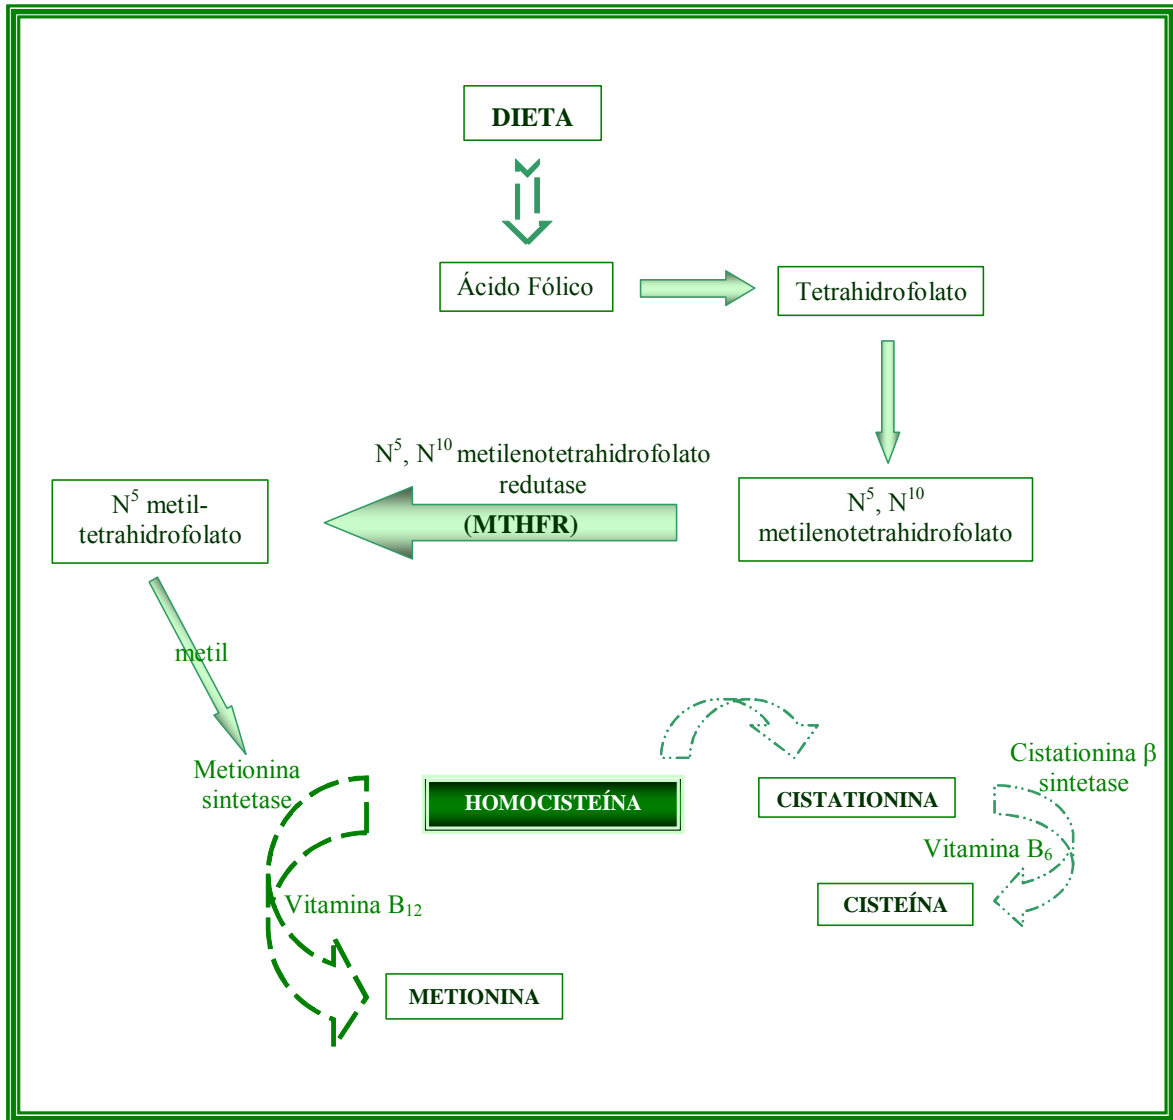 DIETA
Ácido Fólico
Tetrahidrofolato
N⁵, N¹⁰ metilenotetrahidrofolato
redutase
(MTHFR)
N⁵ metil-
tetrahidrofolato
N⁵, N¹⁰
metilenotetrahidrofolato
metil
Metionina
sintetase
HOMOCISTEÍNA
CISTATIONINA
Cistationina β
sintetase
Vitamina B₆
CISTEÍNA
Vitamina B₁₂
METIONINA